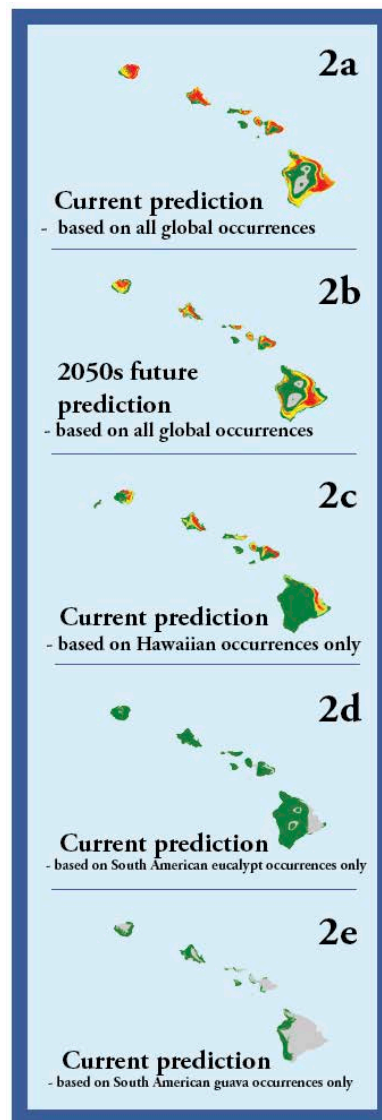 2a
Current prediction
- based on all global occurrences
2b
2050s future
prediction
- based on all global occurrences
2c
Current prediction
- based on Hawaiian occurrences only
2d
Current prediction
- based on South American eucalypt occurrences only
2e
Current prediction
- based on South American guava occurrences only